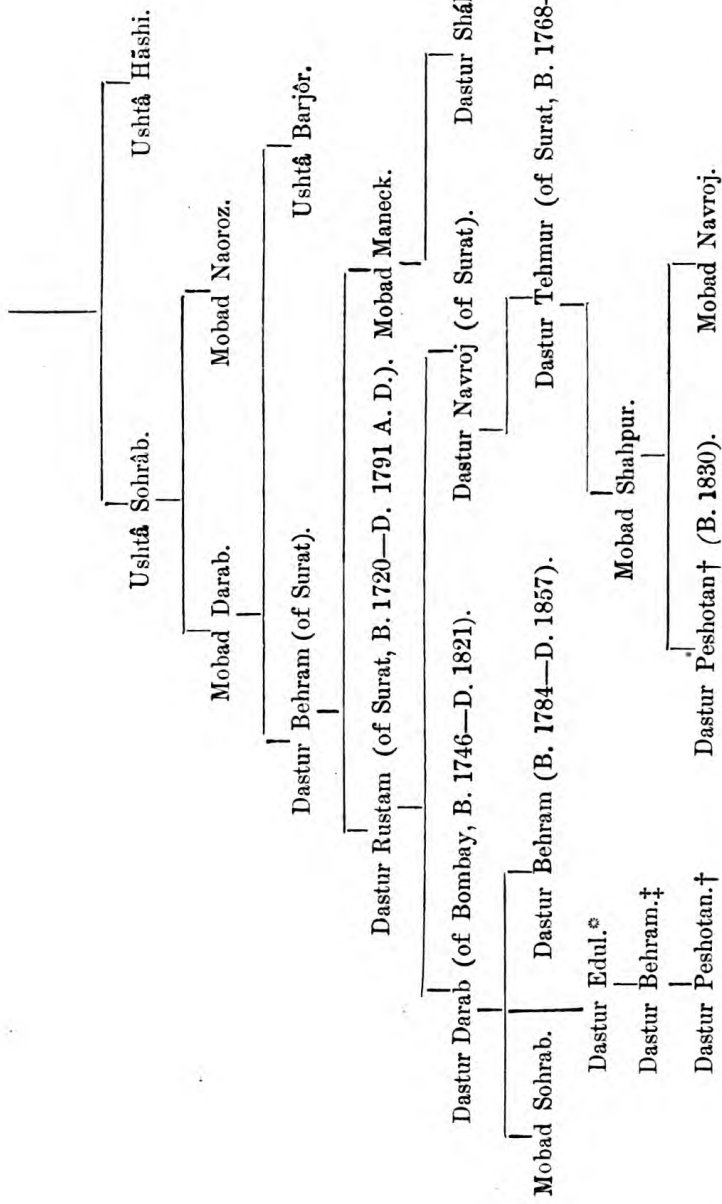 Ushtâ Sohrâb. Ushtâ Hāshi.
Mobad Darab. Mobad Naoroz.
Dastur Behram (of Surat). Ushtâ Barjôr.
Dastur Rustam (of Surat, B. 1720—D. 1791 A. D.). Mobad Maneck.
Dastur Darab (of Bombay, B. 1746—D. 1821). Dastur Navroj (of Surat). Dastur
Mobad Sohrab. Dastur Behram (B. 1784—D. 1857). Dastur Tehmur (of Surat, B. 1768-
Dastur Edul.* Mobad Shahpur.
Dastur Behram.‡
Dastur Peshotan.† Dastur Peshotan† (B. 1830). Mobad Navroj.